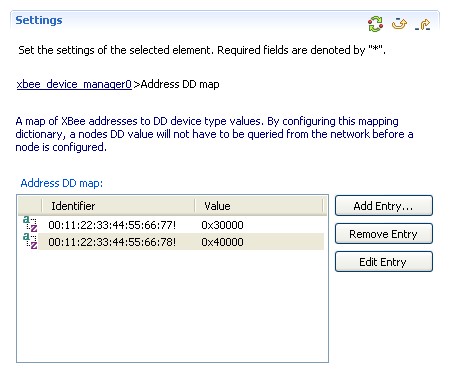 Settings
Set the settings of the selected element. Required fields are denoted by "*".
xbee_device_manager0 >Address DD map
A map of XBee addresses to DD device type values. By configuring this mapping
dictionary, a nodes DD value will not have to be queried from the network before a
node is configured.
Address DD map:
Identifier Value
00:11:22:33:44:55:66:77! 0x30000
00:11:22:33:44:55:66:78! 0x40000
Add Entry...
Remove Entry
Edit Entry